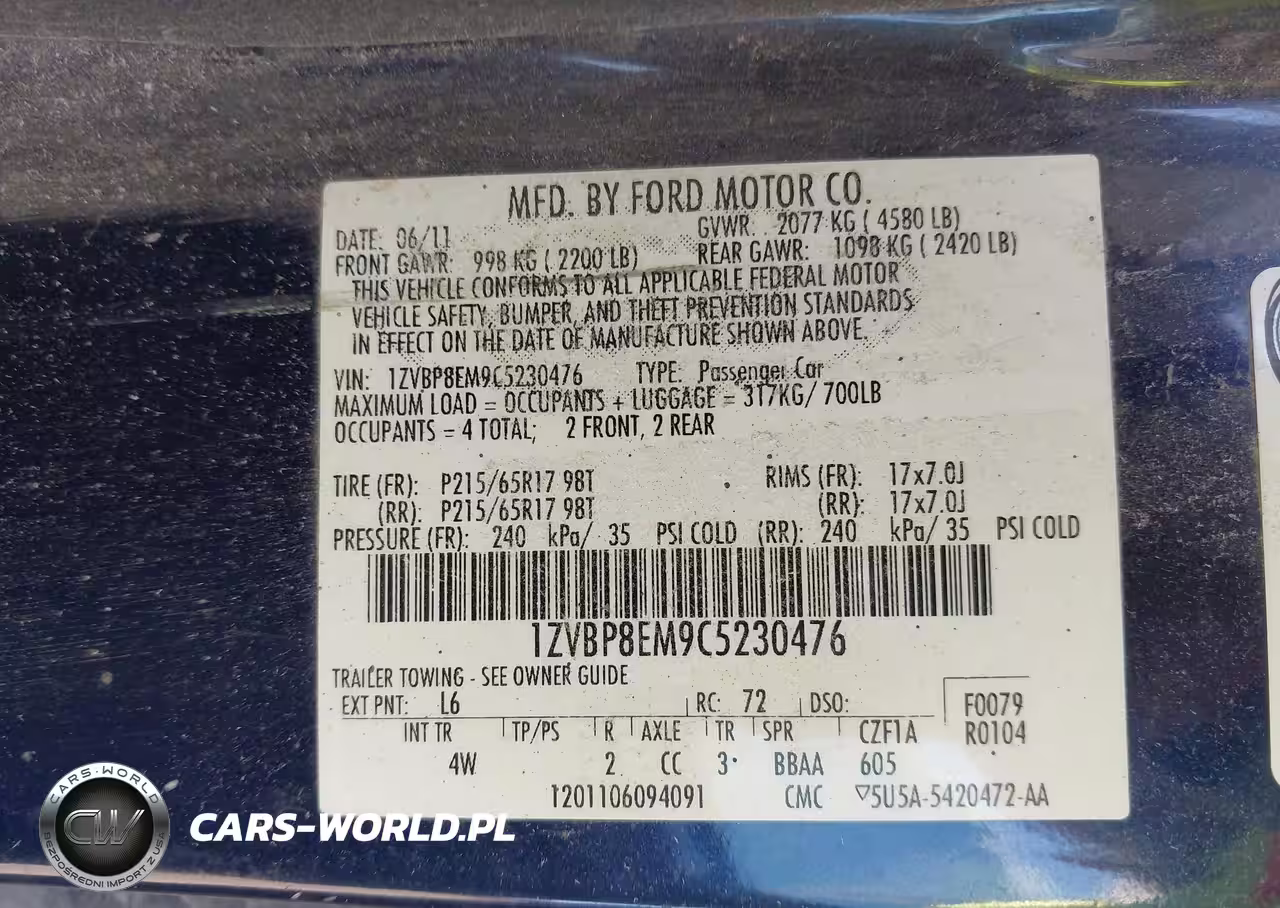 MFD. BY FORD MOTOR CO.
DATE: 06/11 GVWR: 2077 KG ( 4580 LB)
FRONT GAWR: 998 KG ( 2200 LB) REAR GAWR: 1098 KG ( 2420 LB)
THIS VEHICLE CONFORMS TO ALL APPLICABLE FEDERAL MOTOR
VEHICLE SAFETY, BUMPER, AND THEFT PREVENTION STANDARDS
IN EFFECT ON THE DATE OF MANUFACTURE SHOWN ABOVE.
VIN: 1ZVBP8EM9C5230476 TYPE: Passenger Car
MAXIMUM LOAD = OCCUPANTS + LUGGAGE = 317KG/ 700LB
OCCUPANTS = 4 TOTAL; 2 FRONT, 2 REAR
TIRE (FR): P215/65R17 98T RIMS (FR): 17x7.0J
(RR): P215/65R17 98T (RR): 17x7.0J
PRESSURE (FR): 240 kPa/ 35 PSI COLD (RR): 240 kPa/ 35 PSI COLD
1ZVBP8EM9C5230476
TRAILER TOWING - SEE OWNER GUIDE
EXT PNT: L6 RC: 72 DSO: F0079
INT TR TP/PS R AXLE TR SPR CZF1A R0104
4W 2 CC 3 BBAA 605
1201106094091 CMC ▽5U5A-5420472-AA
CARS-WORLD
CW
BEZPOŚREDNI IMPORT Z USA
CARS-WORLD.PL